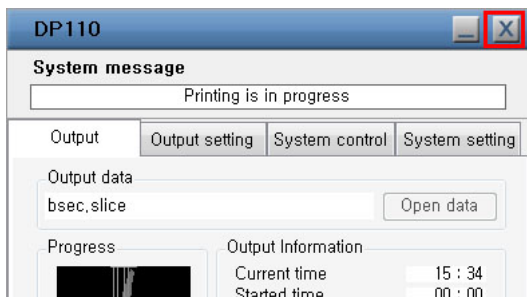 DP110
System message
Printing is in progress
Output Output setting System control System setting
Output data
bsec,slice Open data
Progress Output Information
Current time 15 : 34
Started time 00 : 00